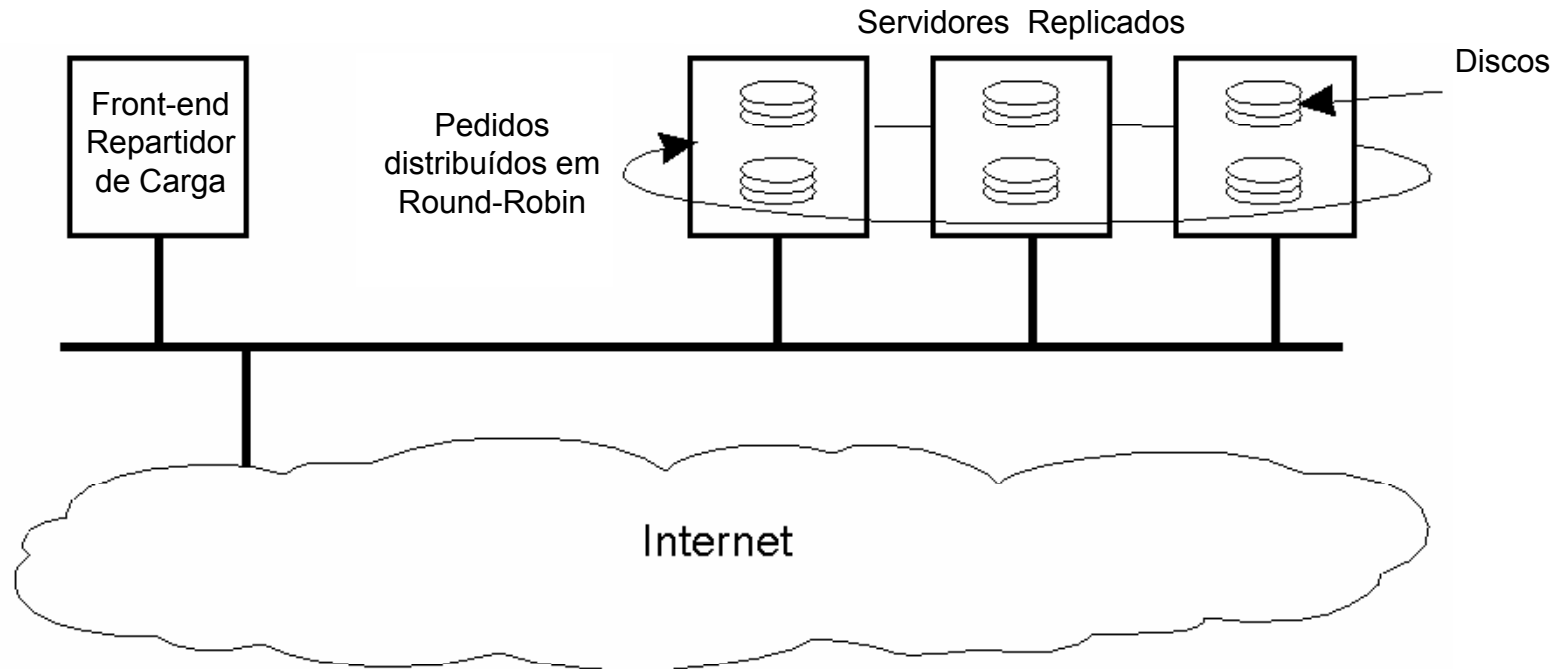 Servidores Replicados
Discos
Front-end
Repartidor
de Carga
Pedidos
distribuídos em
Round-Robin
Internet